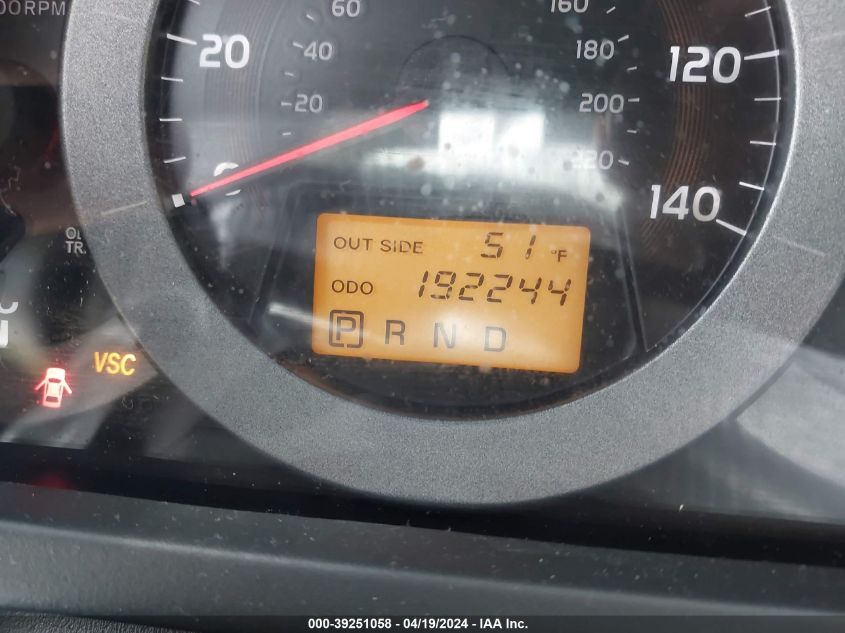 60 160
20 40 180 120
20 200
0 220
140
OUT SIDE 51 °F
ODO 192244
P R N D
VSC
000-39251058 - 04/19/2024 - IAA Inc.